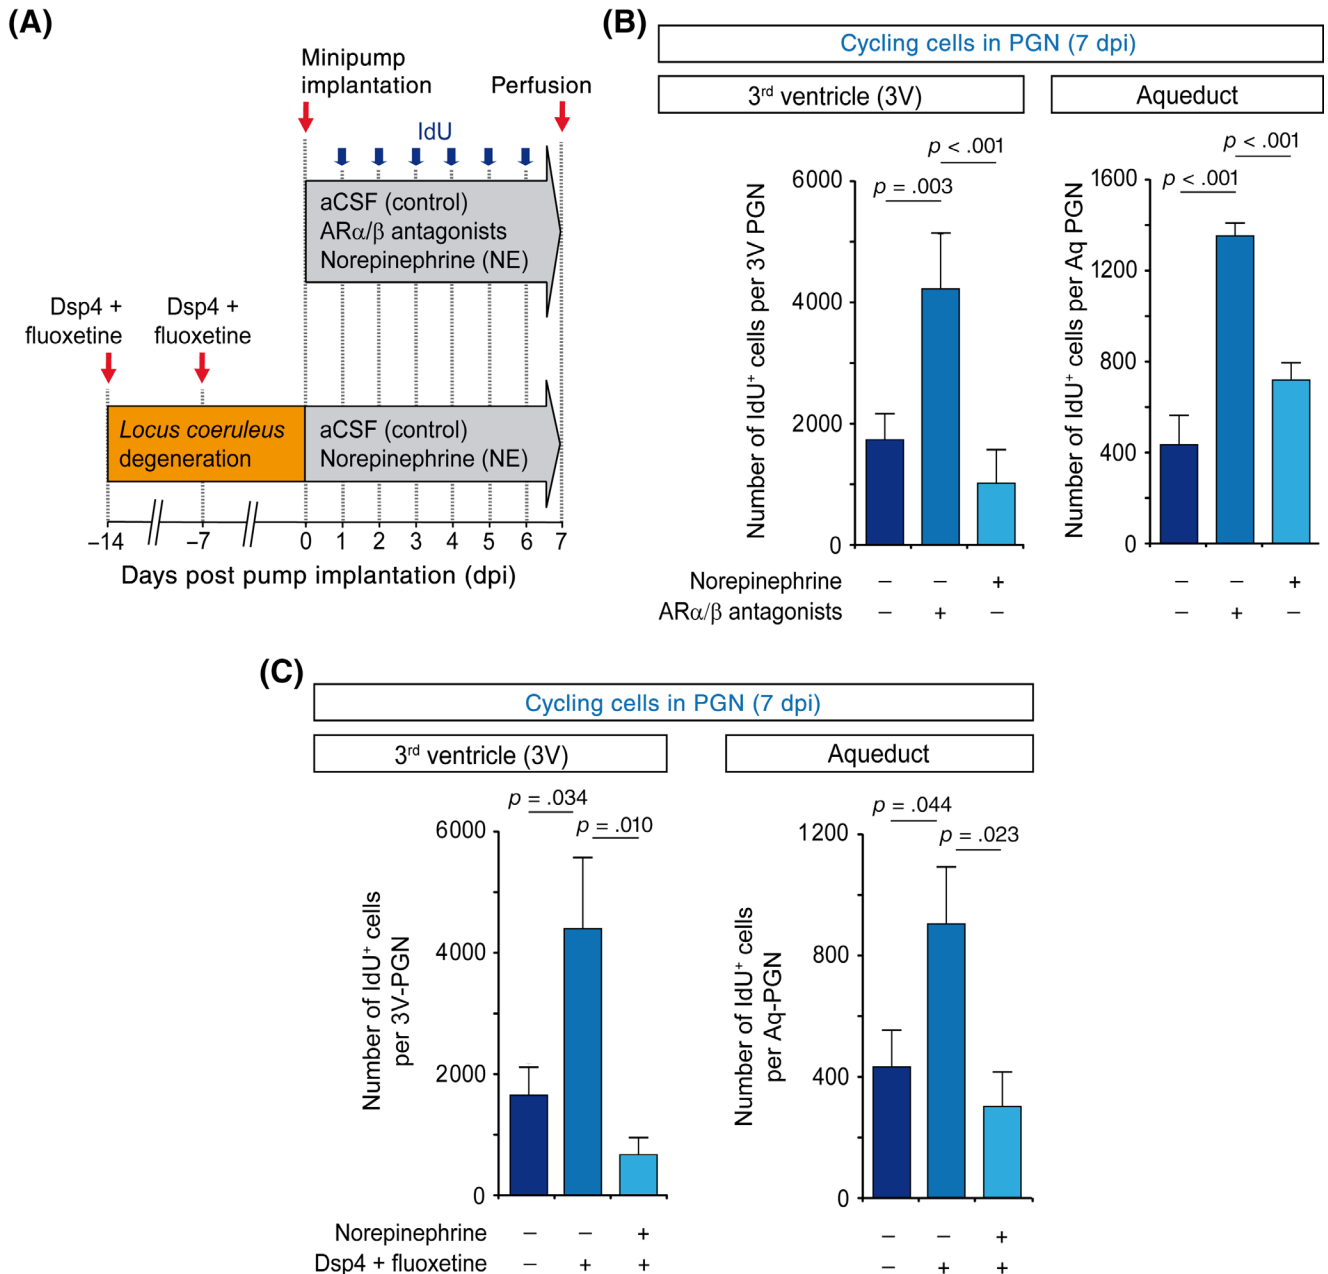 (A)
Minipump
implantation
Perfusion
IdU
aCSF (control)
ARα/β antagonists
Norepinephrine (NE)
Dsp4 +
fluoxetine
Dsp4 +
fluoxetine
Locus coeruleus
degeneration
aCSF (control)
Norepinephrine (NE)
–14 –7 0 1 2 3 4 5 6 7
Days post pump implantation (dpi)
(B)
Cycling cells in PGN (7 dpi)
3rd ventricle (3V)
p < .001
p = .003
Number of IdU+ cells per 3V PGN
6000
4000
2000
0
Aqueduct
p < .001
p < .001
Number of IdU+ cells per Aq PGN
1600
1200
800
400
0
Norepinephrine – – + – – +
ARα/β antagonists – + – – + –
(C)
Cycling cells in PGN (7 dpi)
3rd ventricle (3V)
p = .034
p = .010
Number of IdU+ cells
per 3V-PGN
6000
4000
2000
0
Aqueduct
p = .044
p = .023
Number of IdU+ cells
per Aq-PGN
1200
800
400
0
Norepinephrine – – + – – +
Dsp4 + fluoxetine – + + – + +